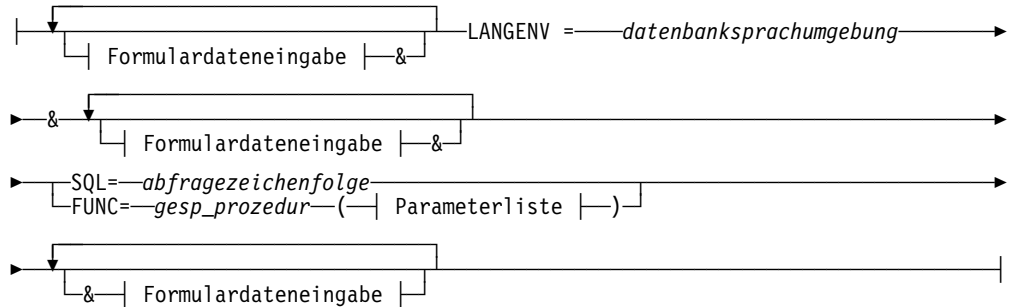 LANGENV = datenbanksprachumgebung
Formulardateneingabe &
&
Formulardateneingabe &
SQL= abfragezeichenfolge
FUNC= gesp_prozedur ( Parameterliste )
& Formulardateneingabe